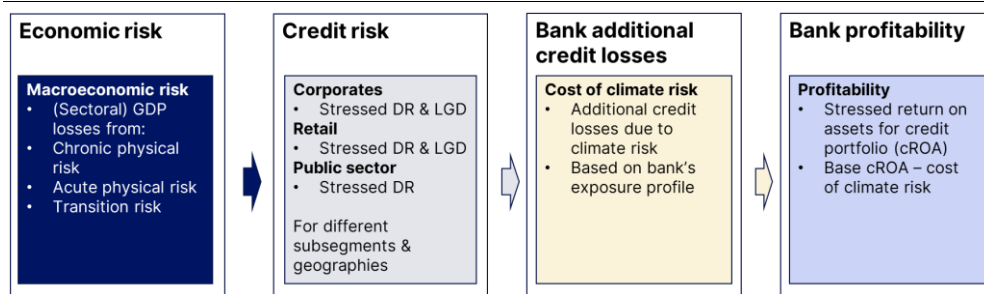 Economic risk
Macroeconomic risk
• (Sectoral) GDP
losses from:
• Chronic physical
risk
• Acute physical risk
• Transition risk
Credit risk
Corporates
• Stressed DR & LGD
Retail
• Stressed DR & LGD
Public sector
• Stressed DR
For different
subsegments &
geographies
Bank additional
credit losses
Cost of climate risk
• Additional credit
losses due to
climate risk
• Based on bank's
exposure profile
Bank profitability
Profitability
• Stressed return on
assets for credit
portfolio (cROA)
• Base cROA – cost
of climate risk